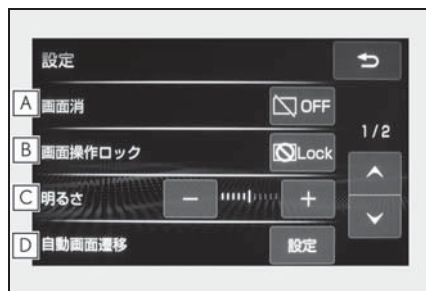 設定
A 画面消 OFF
1/2
B 画面操作ロック Lock
C 明るさ − +
D 自動画面遷移 設定